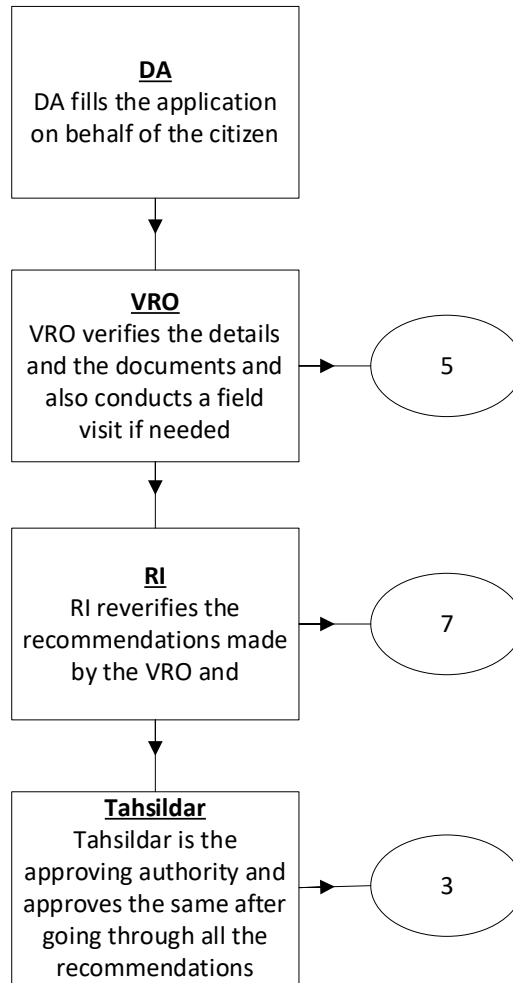 DA
DA fills the application
on behalf of the citizen
VRO
VRO verifies the details
and the documents and
also conducts a field
visit if needed
5
RI
RI reverifies the
recommendations made
by the VRO and
7
Tahsildar
Tahsildar is the
approving authority and
approves the same after
going through all the
recommendations
3